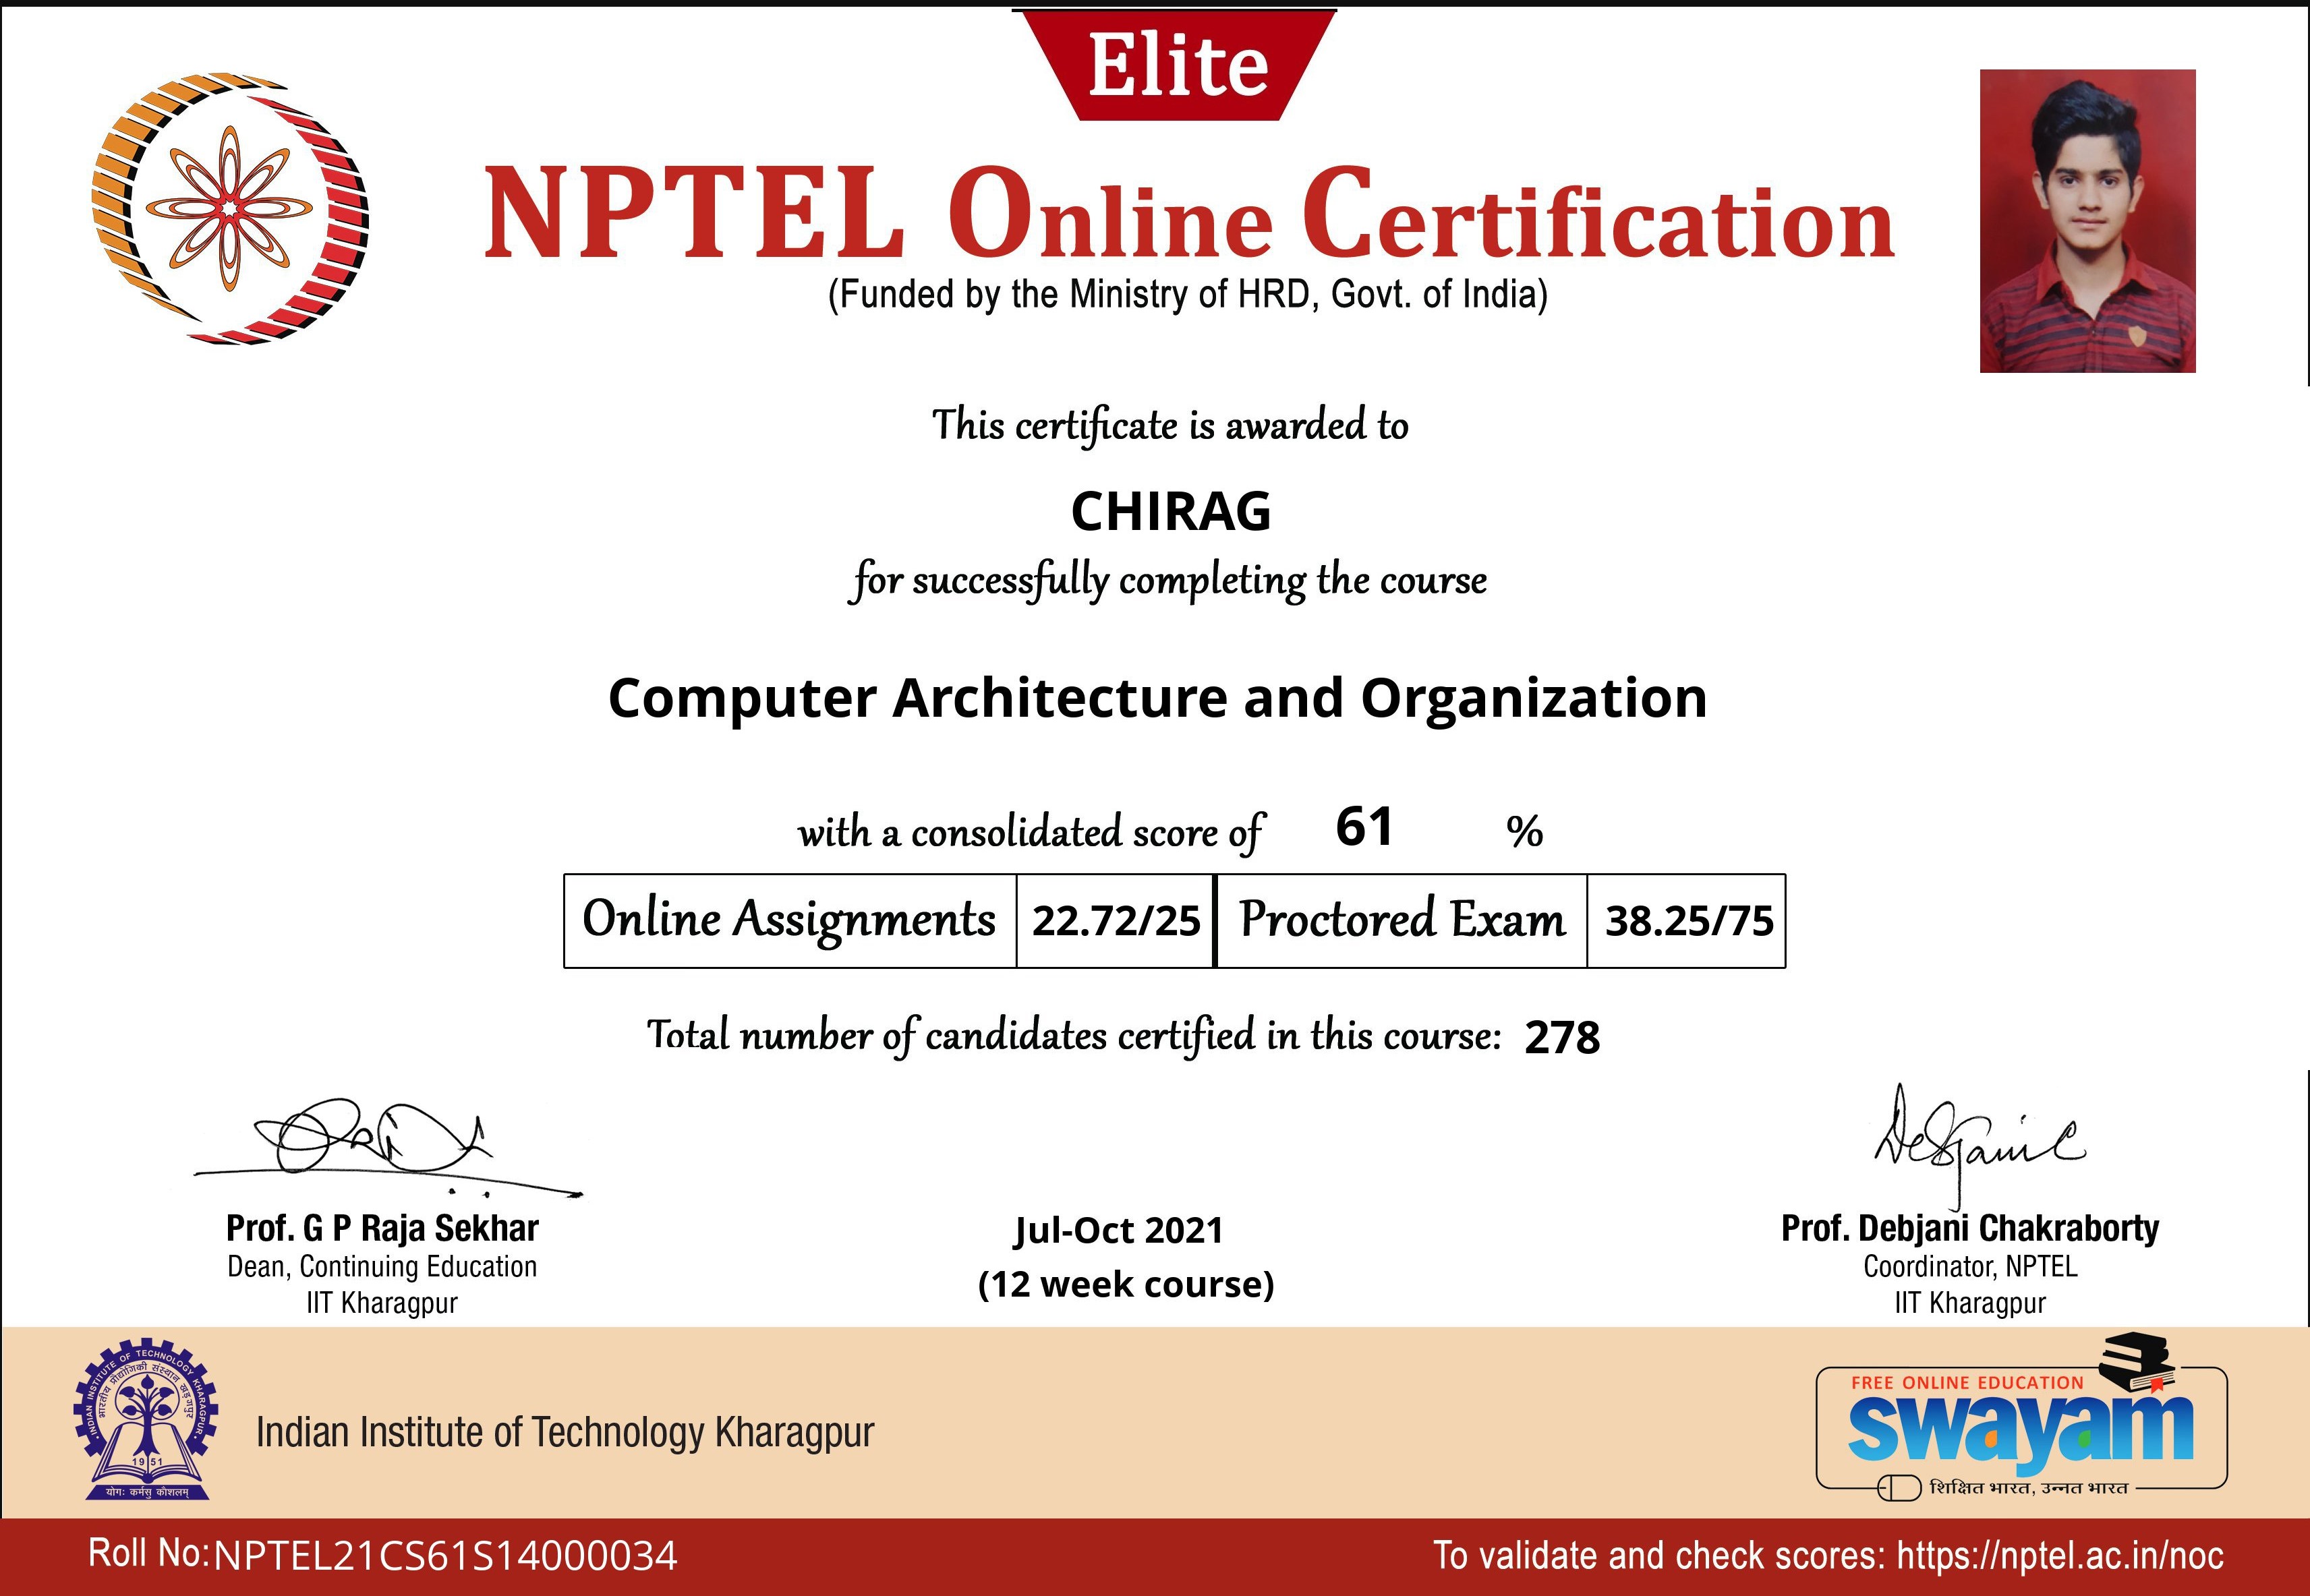 Elite
NPTEL Online Certification
(Funded by the Ministry of HRD, Govt. of India)
This certificate is awarded to
CHIRAG
for successfully completing the course
Computer Architecture and Organization
with a consolidated score of 61 %
Online Assignments 22.72/25 Proctored Exam 38.25/75
Total number of candidates certified in this course: 278
Prof. G P Raja Sekhar
Dean, Continuing Education
IIT Kharagpur
Jul-Oct 2021
(12 week course)
Prof. Debjani Chakraborty
Coordinator, NPTEL
IIT Kharagpur
INDIAN INSTITUTE OF TECHNOLOGY KHARAGPUR
भारतीय प्रौद्योगिकी संस्थान खड़गपुर
1951
योगः कर्मसु कौशलम्
Indian Institute of Technology Kharagpur
FREE ONLINE EDUCATION
swayam
शिक्षित भारत, उन्नत भारत
Roll No:NPTEL21CS61S14000034
To validate and check scores: https://nptel.ac.in/noc